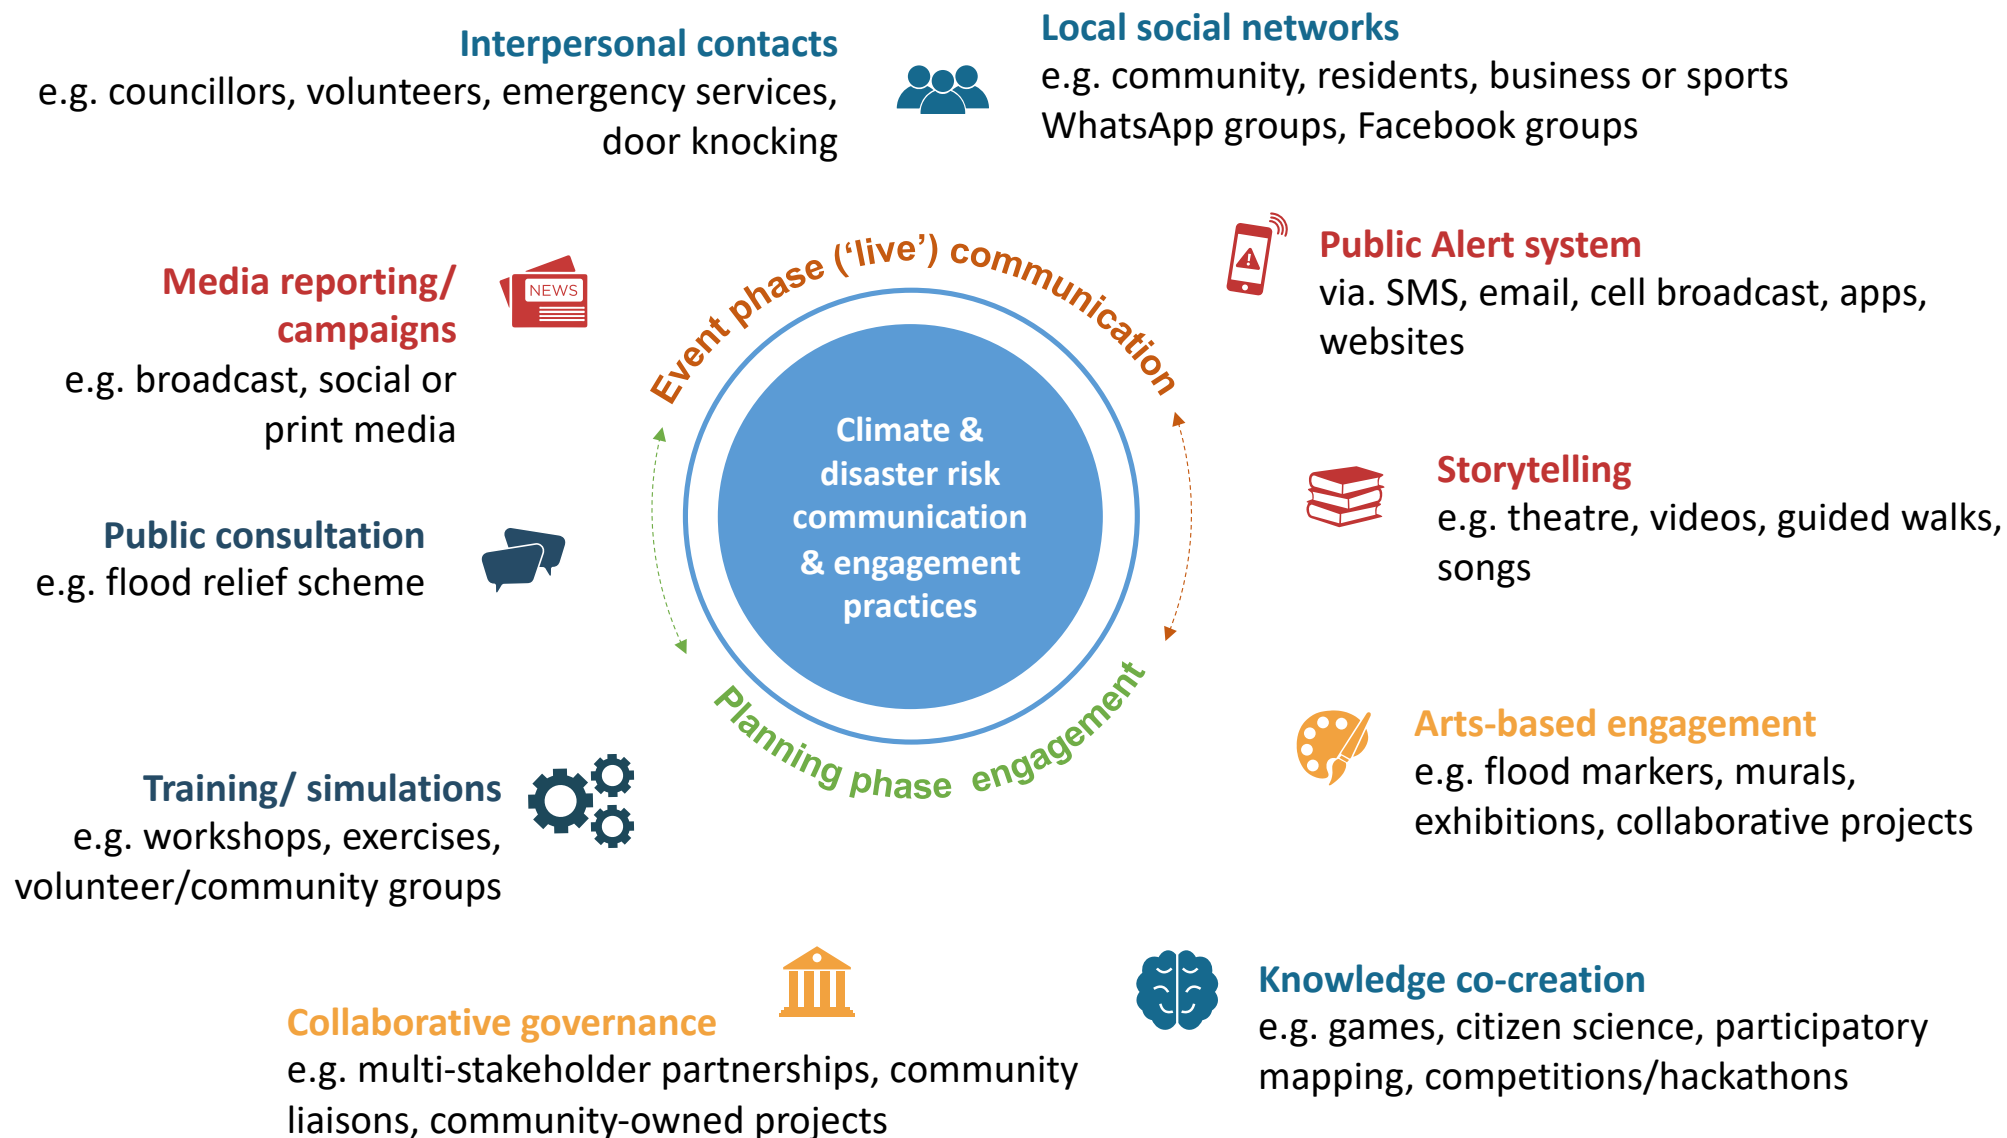 Interpersonal contacts
e.g. councillors, volunteers, emergency services,
door knocking
Local social networks
e.g. community, residents, business or sports
WhatsApp groups, Facebook groups
Media reporting/
campaigns
e.g. broadcast, social or
print media
NEWS
Public Alert system
via. SMS, email, cell broadcast, apps,
websites
Event phase (‘live’) communication
Climate &
disaster risk
communication
& engagement
practices
Planning phase engagement
Public consultation
e.g. flood relief scheme
Storytelling
e.g. theatre, videos, guided walks,
songs
Training/ simulations
e.g. workshops, exercises,
volunteer/community groups
Arts-based engagement
e.g. flood markers, murals,
exhibitions, collaborative projects
Collaborative governance
e.g. multi-stakeholder partnerships, community
liaisons, community-owned projects
Knowledge co-creation
e.g. games, citizen science, participatory
mapping, competitions/hackathons